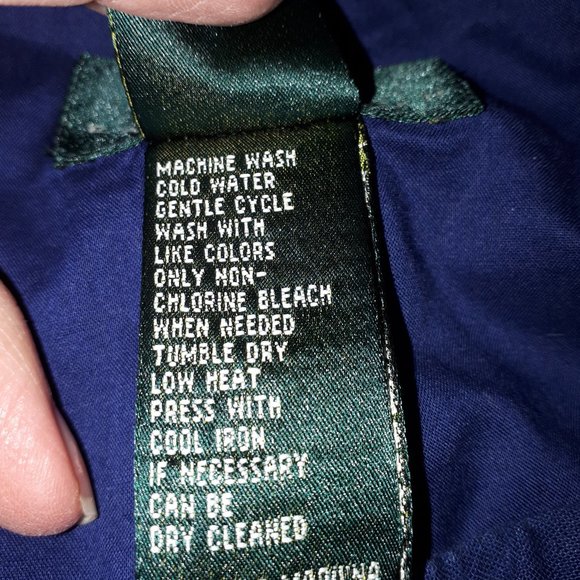 MACHINE WASH
COLD WATER
GENTLE CYCLE
WASH WITH
LIKE COLORS
ONLY NON-
CHLORINE BLEACH
WHEN NEEDED
TUMBLE DRY
LOW HEAT
PRESS WITH
COOL IRON
IF NECESSARY
CAN BE
DRY CLEANED
MAQUINA